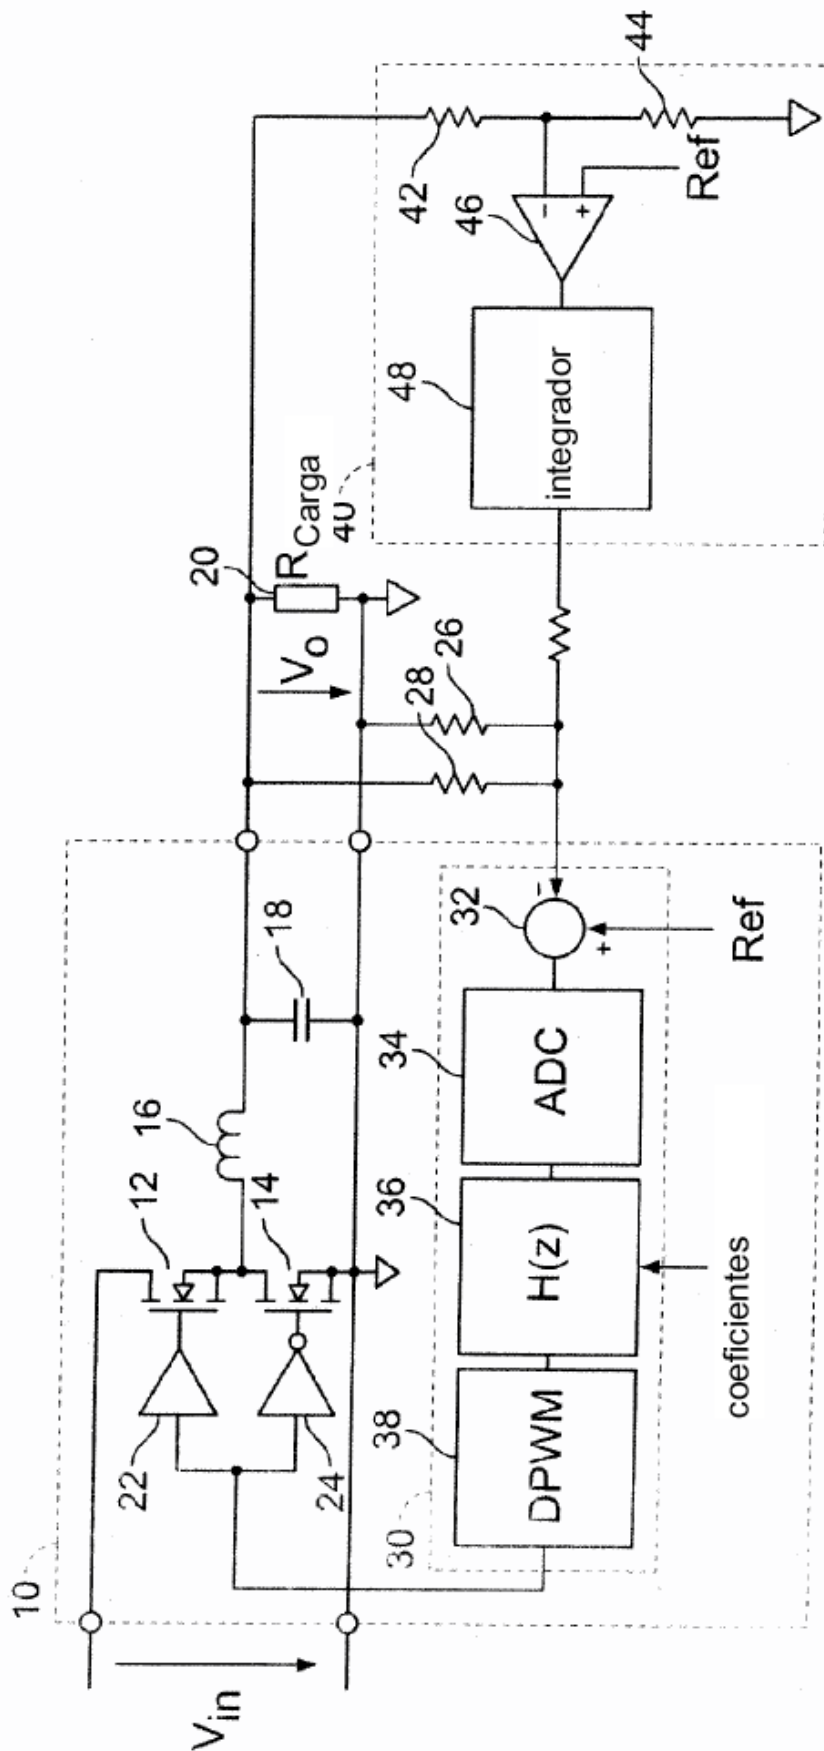 10
V_in
22
12
24
14
16
18
V_o
20
R_Carga
40
28
26
42
44
46
Ref
48
integrador
30
38
DPWM
36
H(z)
34
ADC
32
-
+
-
+
Ref
coeficientes